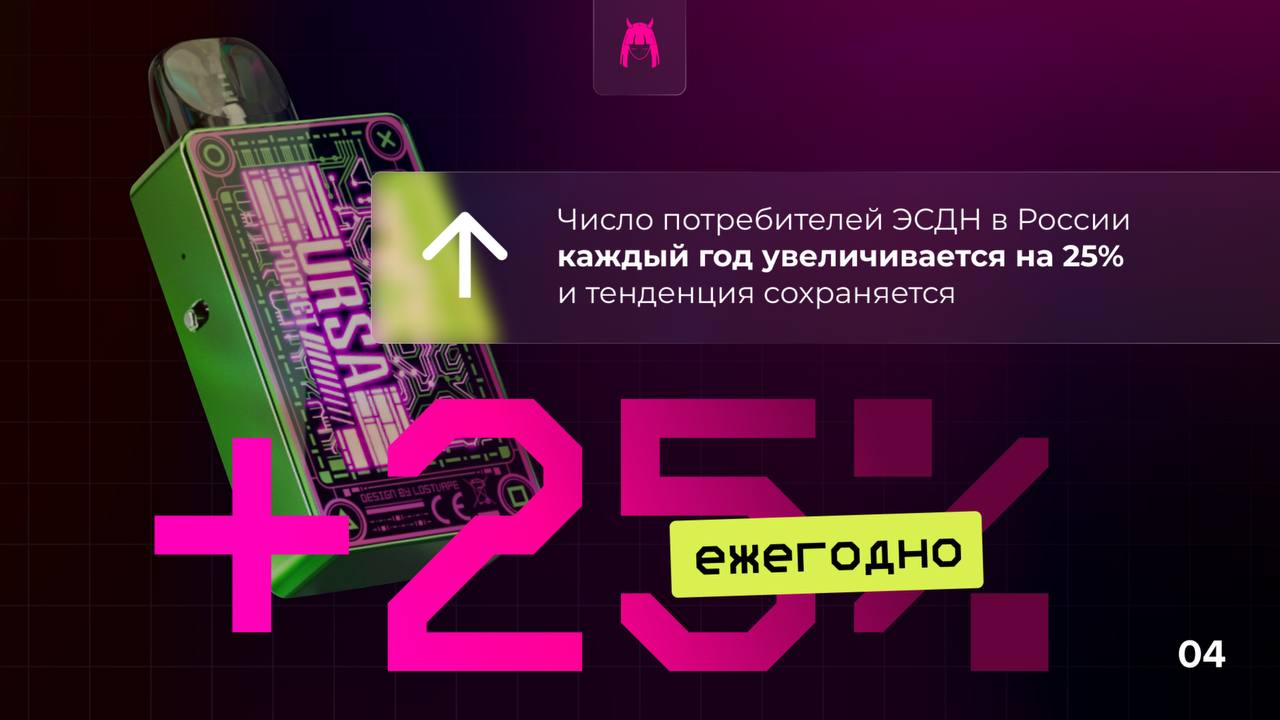 Число потребителей ЭСДН в России
каждый год увеличивается на 25%
и тенденция сохраняется
URSA
POCKET
DESIGN BY LOSTVAPE
CE
+25%
ежегодно
04